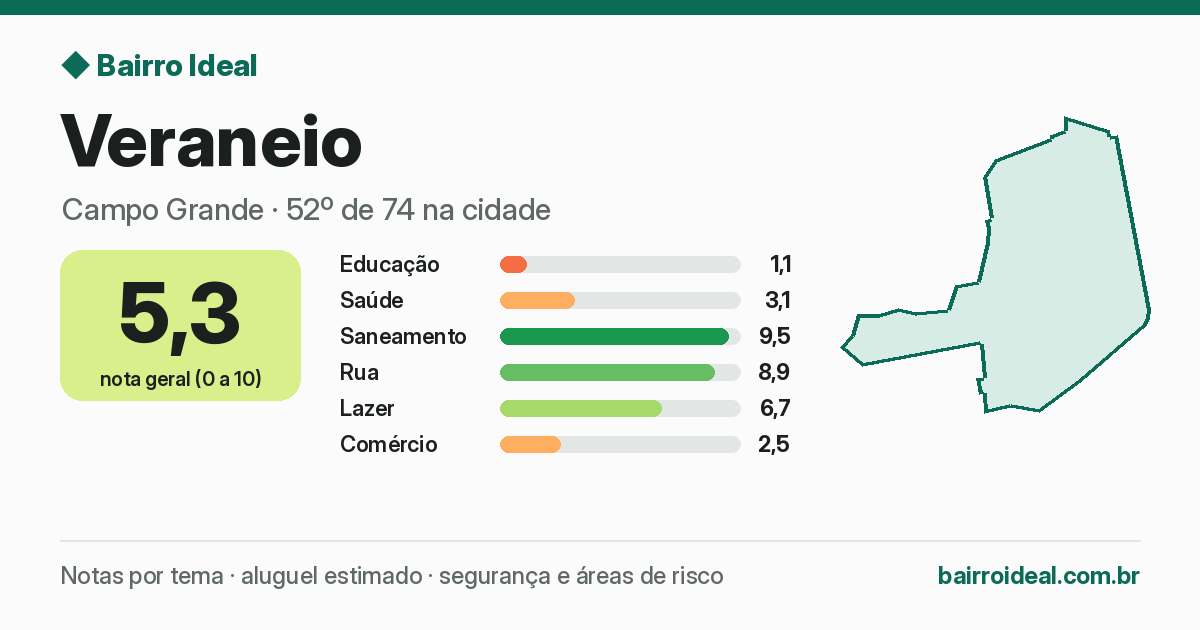 Bairro Ideal
Veraneio
Campo Grande · 52º de 74 na cidade
5,3
nota geral (0 a 10)
Educação 1,1
Saúde 3,1
Saneamento 9,5
Rua 8,9
Lazer 6,7
Comércio 2,5
Notas por tema · aluguel estimado · segurança e áreas de risco
bairroideal.com.br